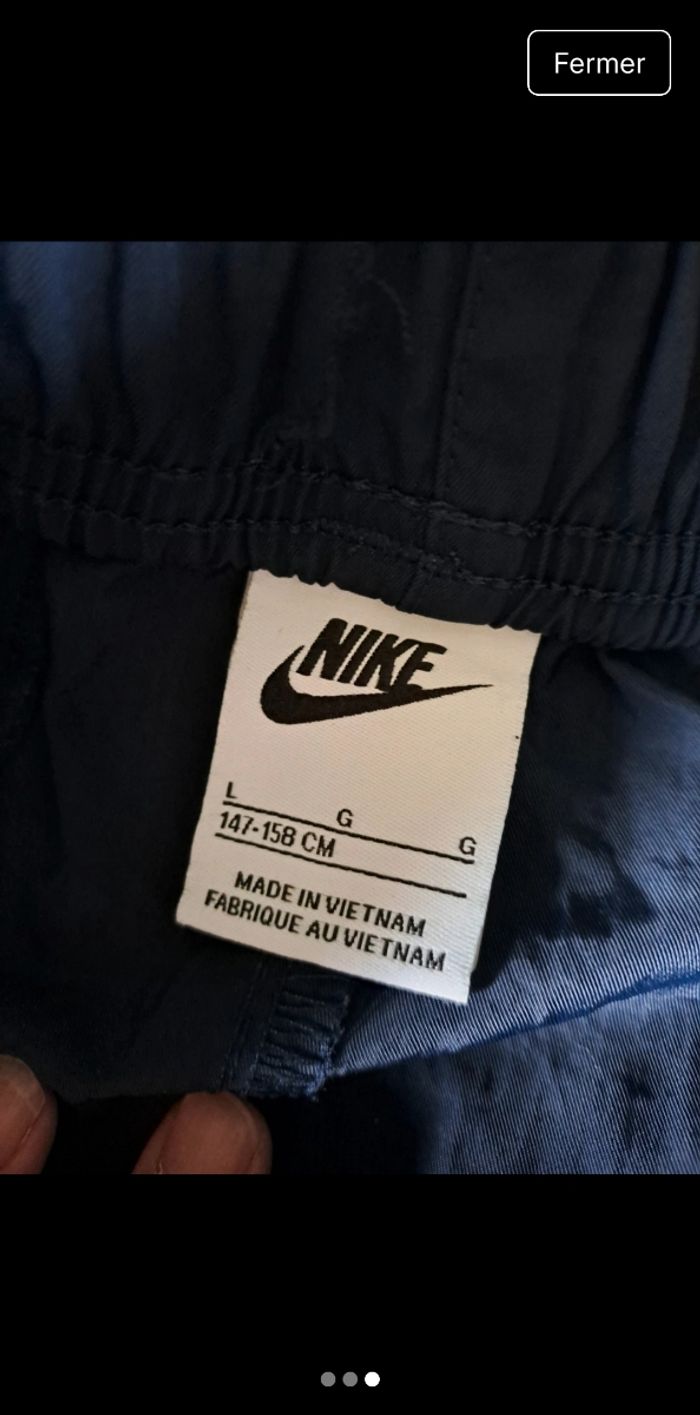 Fermer
NIKE
L G G
147-158 CM
MADE IN VIETNAM
FABRIQUE AU VIETNAM